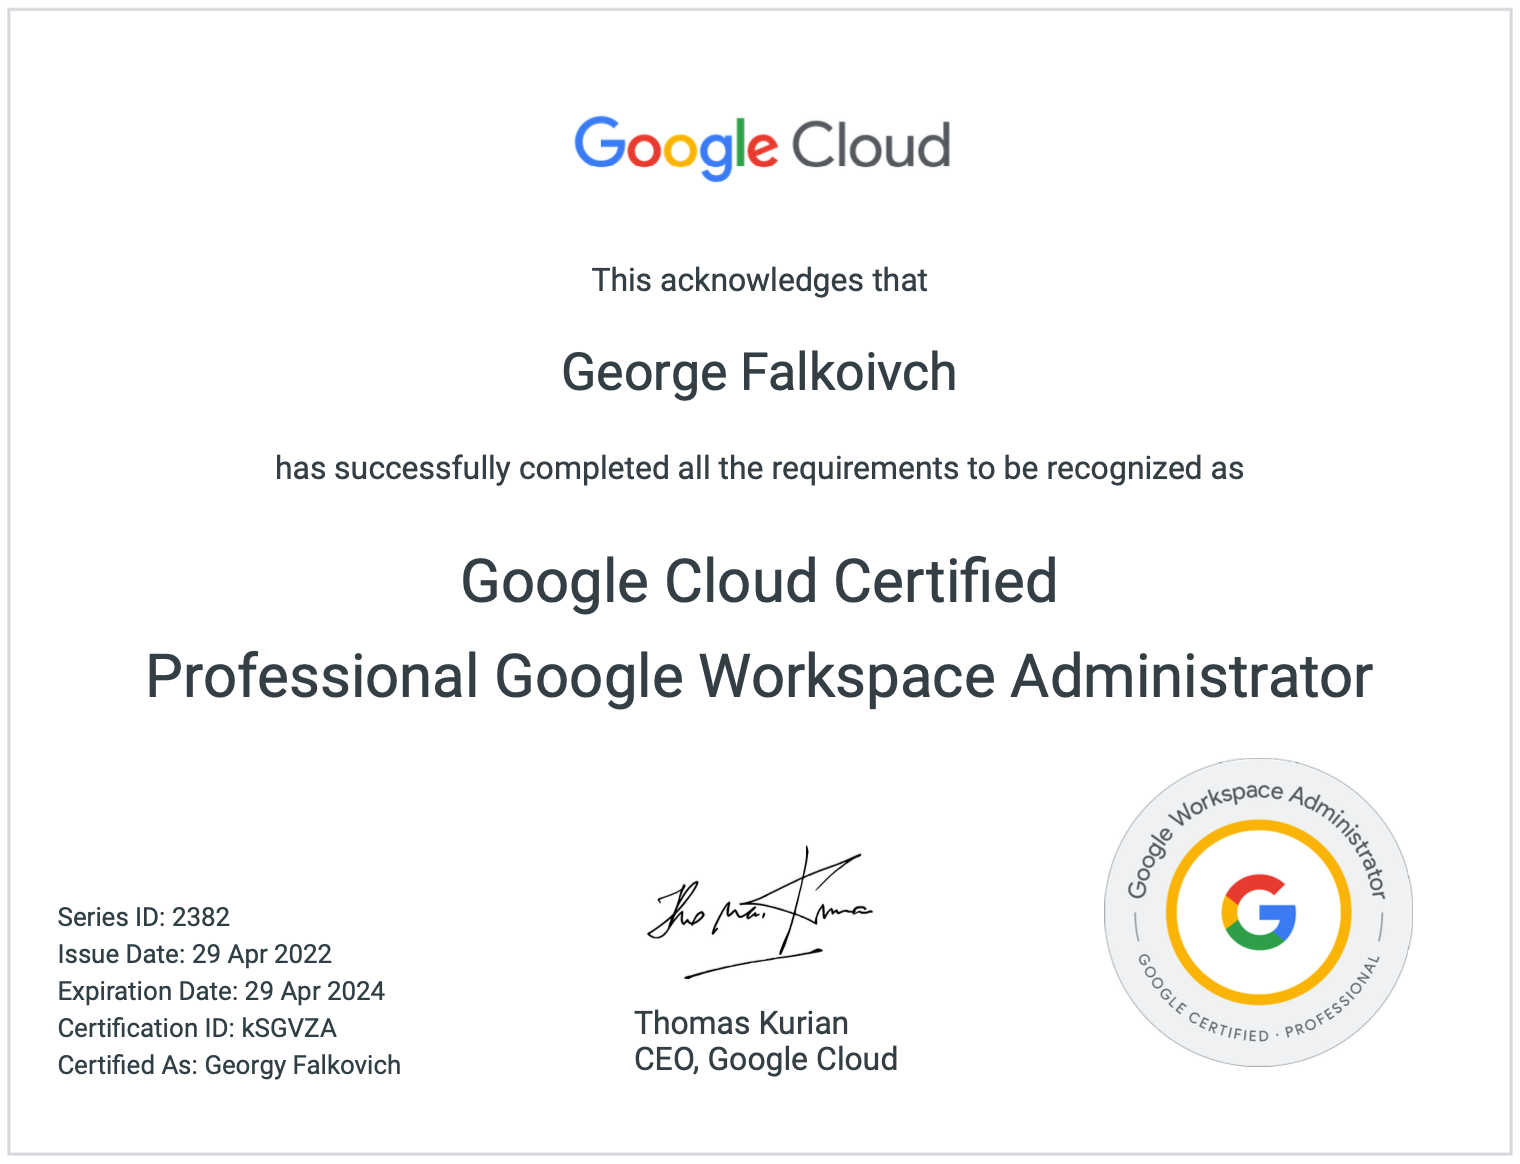 Google Cloud
This acknowledges that
George Falkoivch
has successfully completed all the requirements to be recognized as
Google Cloud Certified
Professional Google Workspace Administrator
Series ID: 2382
Issue Date: 29 Apr 2022
Expiration Date: 29 Apr 2024
Certification ID: kSGVZA
Certified As: Georgy Falkovich
Thomas Kurian
CEO, Google Cloud
Google Workspace Administrator
GOOGLE CERTIFIED · PROFESSIONAL
G